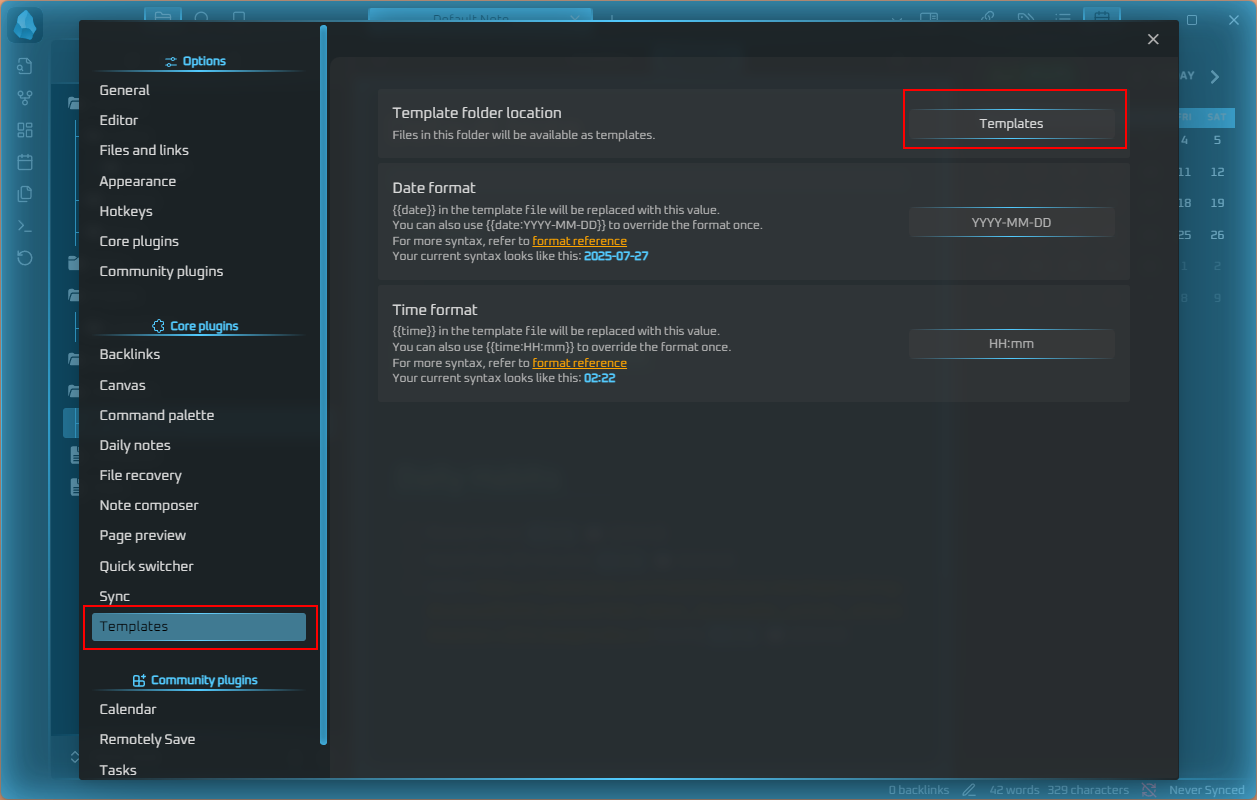 Default Note
Options
General
Editor
Files and links
Appearance
Hotkeys
Core plugins
Community plugins
Core plugins
Backlinks
Canvas
Command palette
Daily notes
File recovery
Note composer
Page preview
Quick switcher
Sync
Templates
Community plugins
Calendar
Remotely Save
Tasks
Template folder location
Files in this folder will be available as templates.
Templates
Date format
{{date}} in the template file will be replaced with this value.
You can also use {{date:YYYY-MM-DD}} to override the format once.
For more syntax, refer to format reference
Your current syntax looks like this: 2025-07-27
YYYY-MM-DD
Time format
{{time}} in the template file will be replaced with this value.
You can also use {{time:HH:mm}} to override the format once.
For more syntax, refer to format reference
Your current syntax looks like this: 02:22
HH:mm
AY
FRI SAT
4 5
11 12
18 19
25 26
1 2
8 9
0 backlinks 42 words 329 characters Never Synced